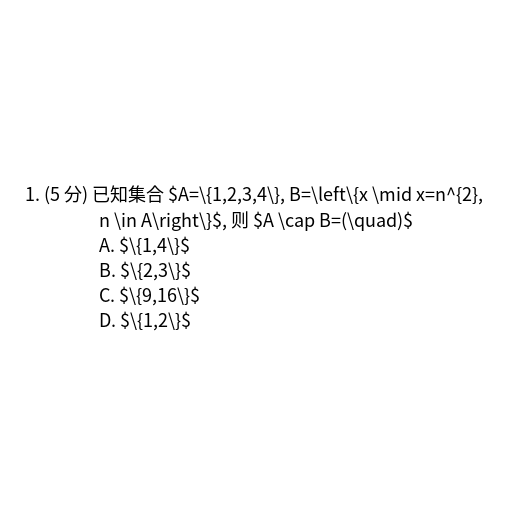 1. (5 分) 已知集合 $A=\{1,2,3,4\}, B=\left\{x \mid x=n^{2},
n \in A\right\}$, 则 $A \cap B=(\quad)$
A. $\{1,4\}$
B. $\{2,3\}$
C. $\{9,16\}$
D. $\{1,2\}$